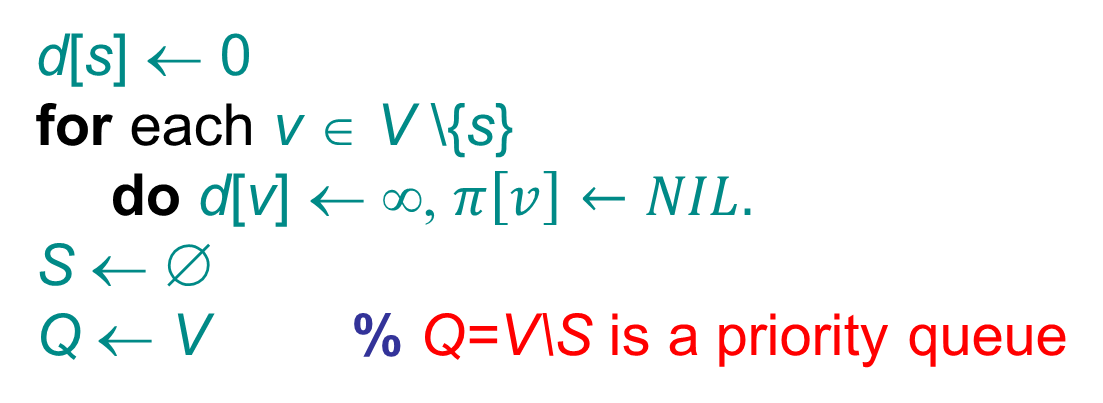 d[s] ← 0
for each v ∈ V \{s}
do d[v] ← ∞, π[v] ← NIL.
S ← ∅
Q ← V % Q=V\S is a priority queue